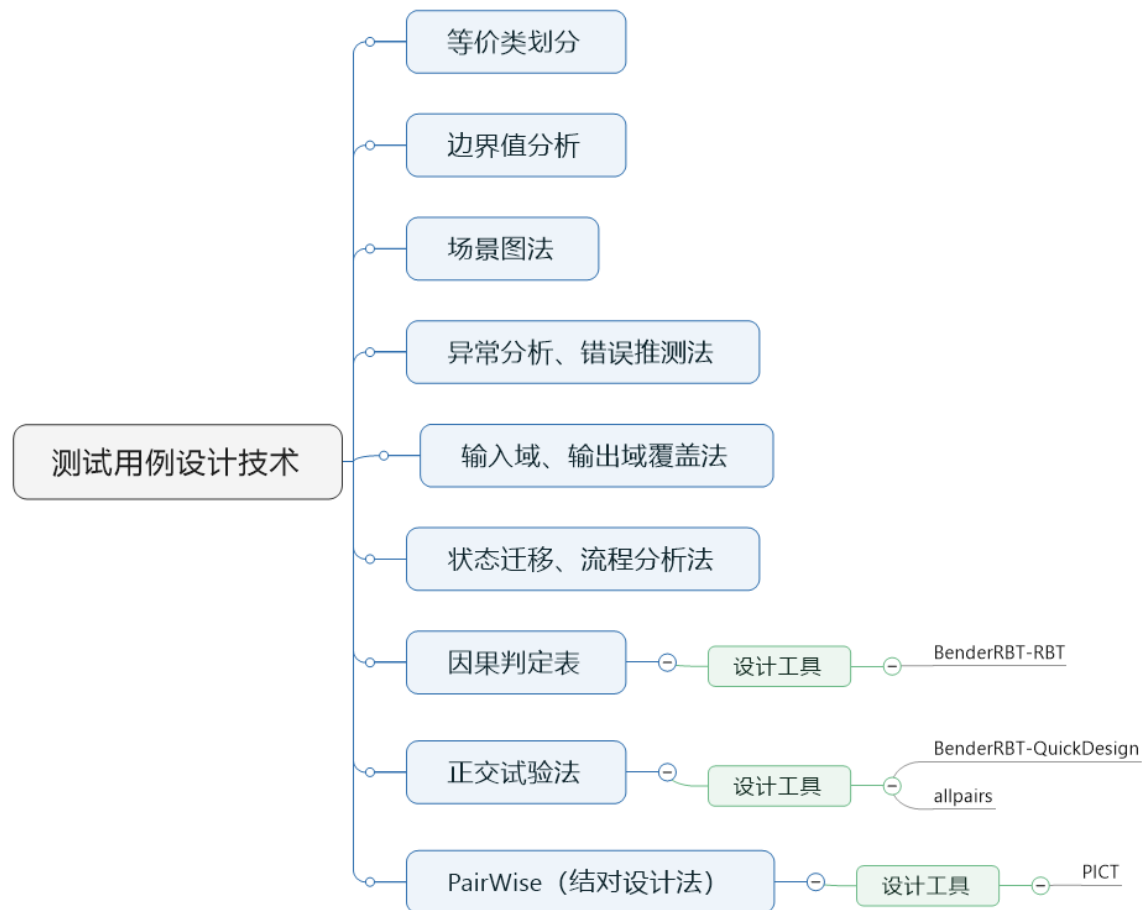 等价类划分
边界值分析
场景图法
异常分析、错误推测法
测试用例设计技术
输入域、输出域覆盖法
状态迁移、流程分析法
因果判定表
设计工具
BenderRBT-RBT
正交试验法
设计工具
BenderRBT-QuickDesign
allpairs
PairWise（结对设计法）
设计工具
PICT